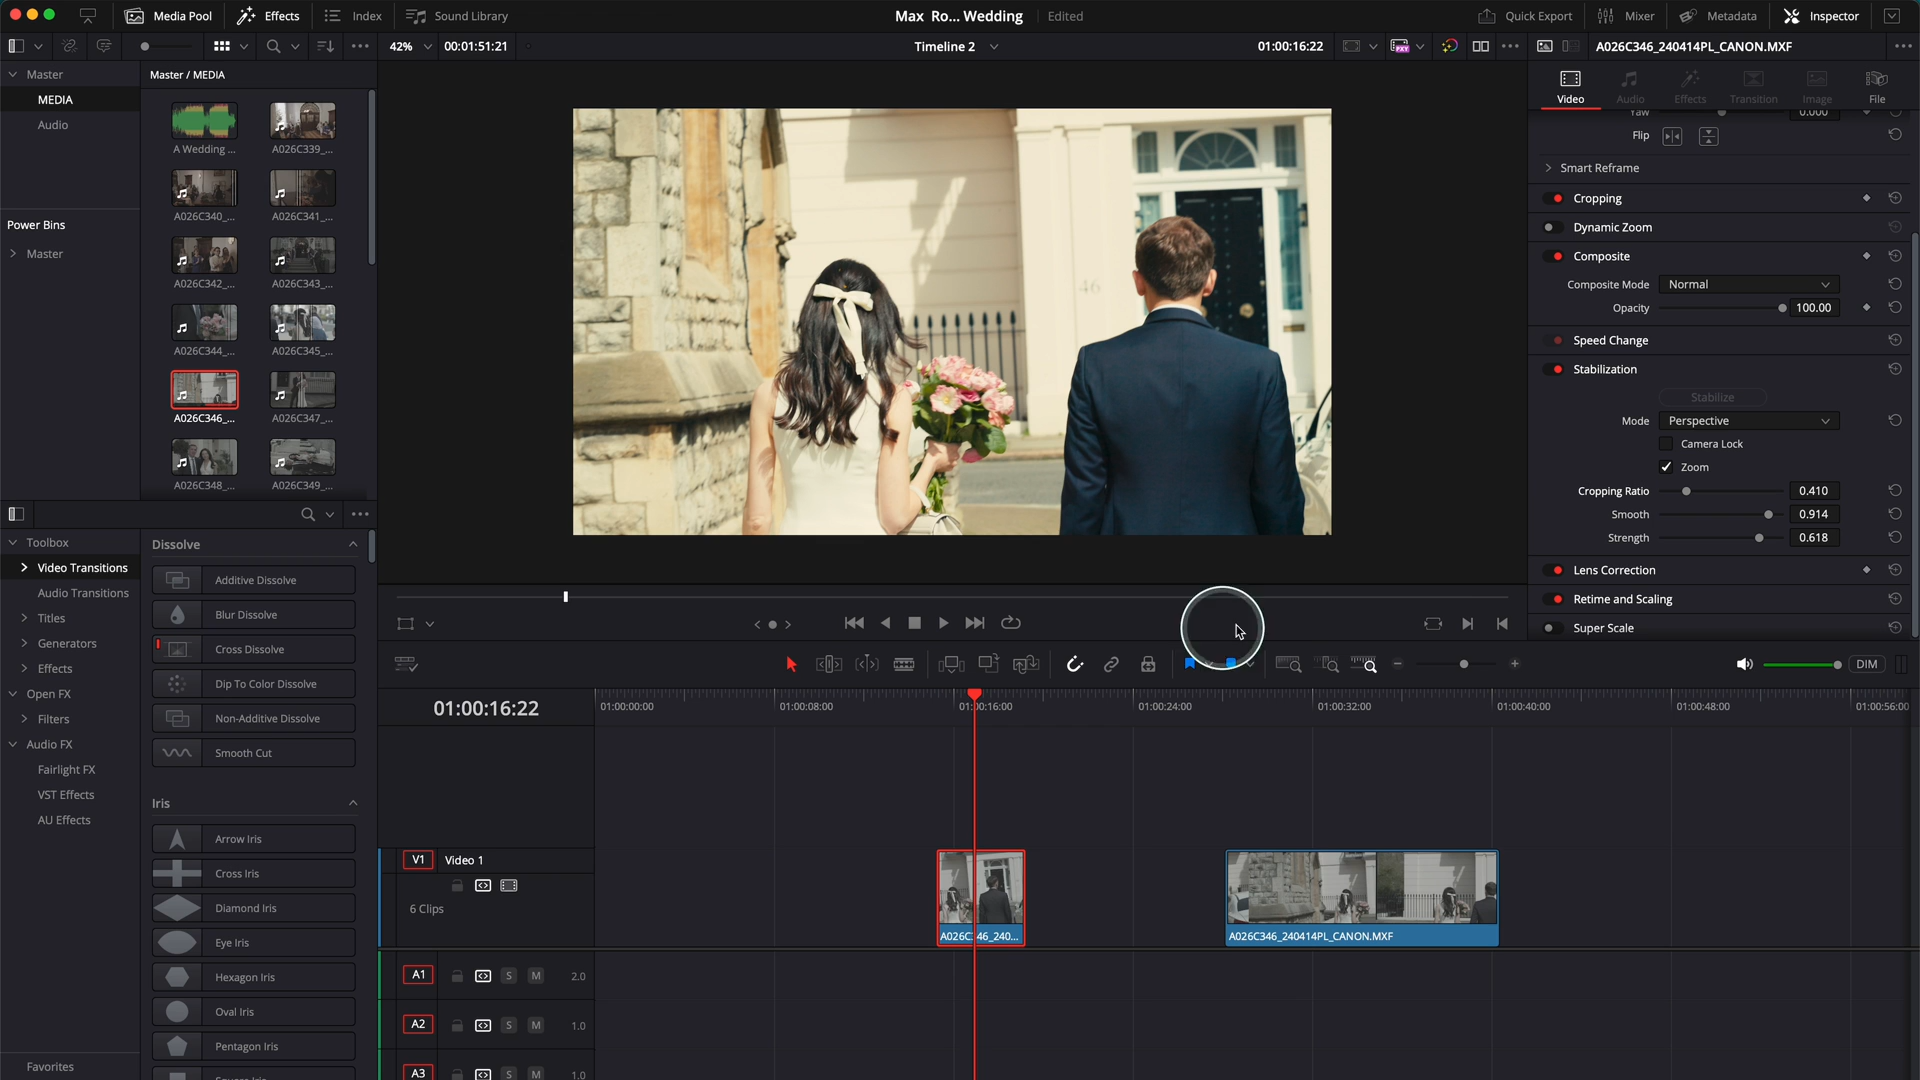 Media Pool
Effects
Index
Sound Library
Max Ro... Wedding
Edited
Quick Export
Mixer
Metadata
Inspector
42%
00:01:51:21
Timeline 2
01:00:16:22
PXY
A026C346_240414PL_CANON.MXF
Master
MEDIA
Audio
Power Bins
Master
Master / MEDIA
A Wedding ...
A026C339_...
A026C340_...
A026C341_...
A026C342_...
A026C343_...
A026C344_...
A026C345_...
A026C346_...
A026C347_...
A026C348_...
A026C349_...
46
Video
Audio
Effects
Transition
Image
File
Yaw
0.000
Flip
Smart Reframe
Cropping
Dynamic Zoom
Composite
Composite Mode
Normal
Opacity
100.00
Speed Change
Stabilization
Stabilize
Mode
Perspective
Camera Lock
Zoom
Cropping Ratio
0.410
Smooth
0.914
Strength
0.618
Lens Correction
Retime and Scaling
Super Scale
Toolbox
Video Transitions
Audio Transitions
Titles
Generators
Effects
Open FX
Filters
Audio FX
Fairlight FX
VST Effects
AU Effects
Favorites
Dissolve
Additive Dissolve
Blur Dissolve
Cross Dissolve
Dip To Color Dissolve
Non-Additive Dissolve
Smooth Cut
Iris
Arrow Iris
Cross Iris
Diamond Iris
Eye Iris
Hexagon Iris
Oval Iris
Pentagon Iris
DIM
01:00:16:22
01:00:00:00
01:00:08:00
01:00:16:00
01:00:24:00
01:00:32:00
01:00:40:00
01:00:48:00
01:00:56:00
V1
Video 1
6 Clips
A026C346_240...
A026C346_240414PL_CANON.MXF
A1
S
M
2.0
A2
S
M
1.0
A3
S
M
1.0